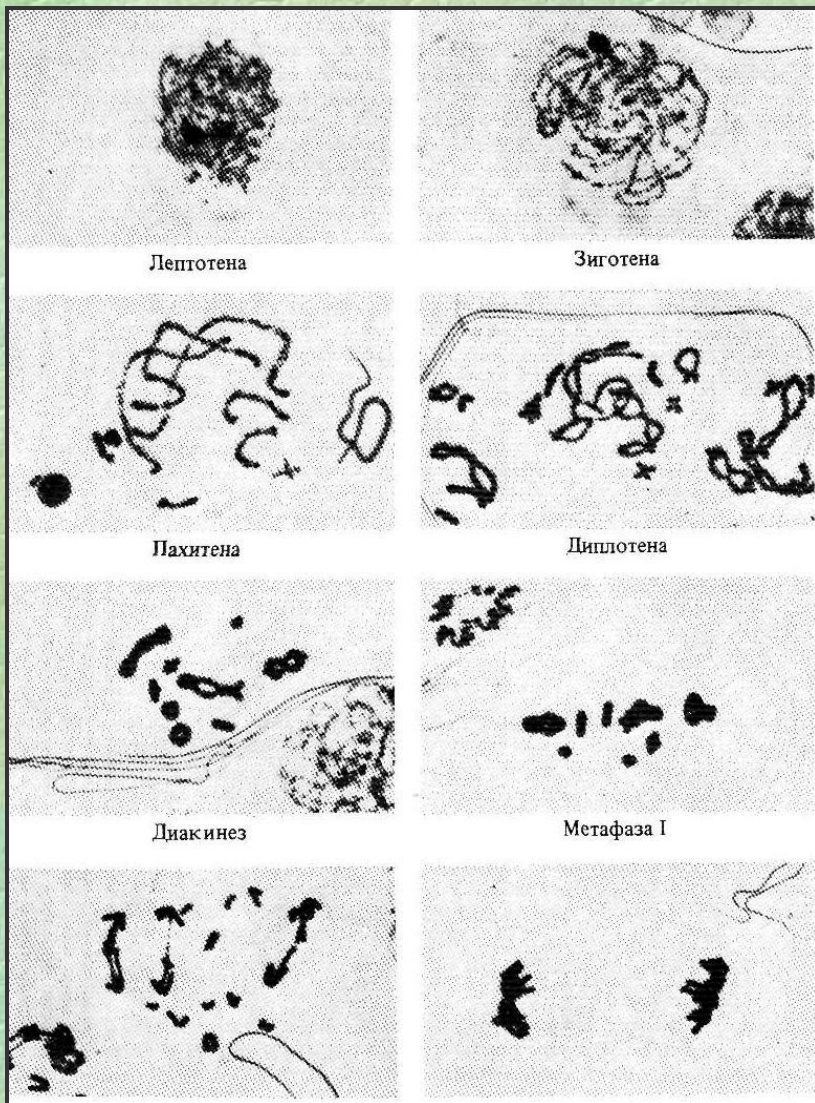 Лептотена
Зиготена
Пахитена
Диплотена
Диакинез
Метафаза I